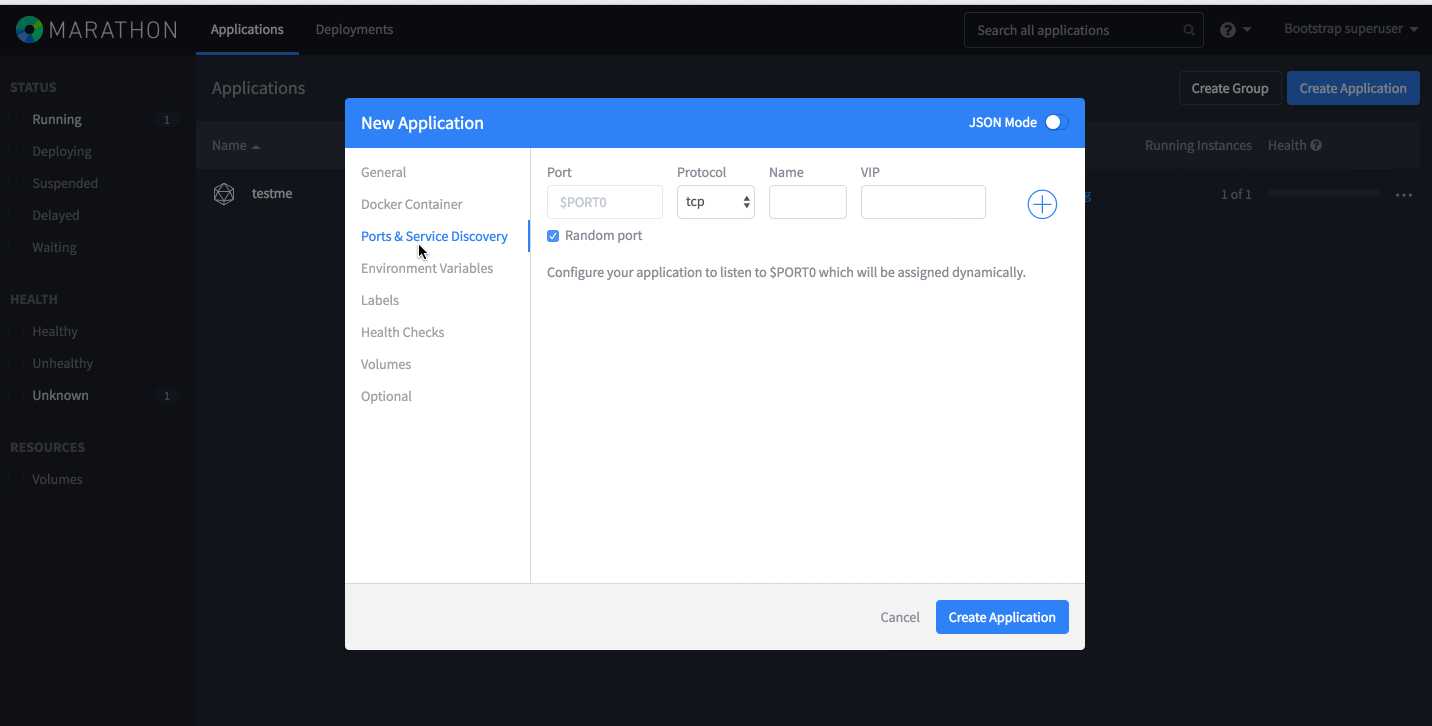 MARATHON
Applications
Deployments
Search all applications
Bootstrap superuser
STATUS
Running 1
Deploying
Suspended
Delayed
Waiting
HEALTH
Healthy
Unhealthy
Unknown 1
RESOURCES
Volumes
Applications
Create Group
Create Application
Name
Running Instances
Health
testme
1 of 1
New Application
JSON Mode
General
Docker Container
Ports & Service Discovery
Environment Variables
Labels
Health Checks
Volumes
Optional
Port Protocol Name VIP
$PORT0 tcp
Random port
Configure your application to listen to $PORT0 which will be assigned dynamically.
Cancel
Create Application